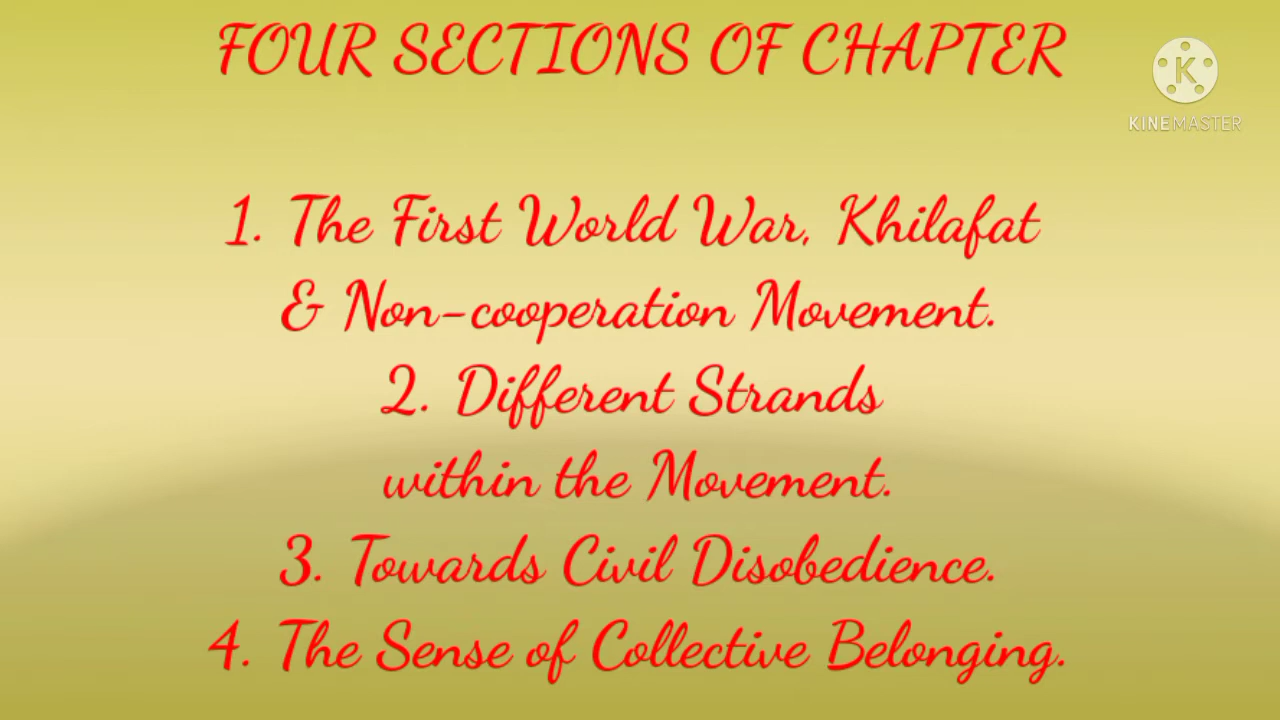 FOUR SECTIONS OF CHAPTER
K
KINEMASTER
1. The First World War, Khilafat
& Non-cooperation Movement.
2. Different Strands
within the Movement.
3. Towards Civil Disobedience.
4. The Sense of Collective Belonging.